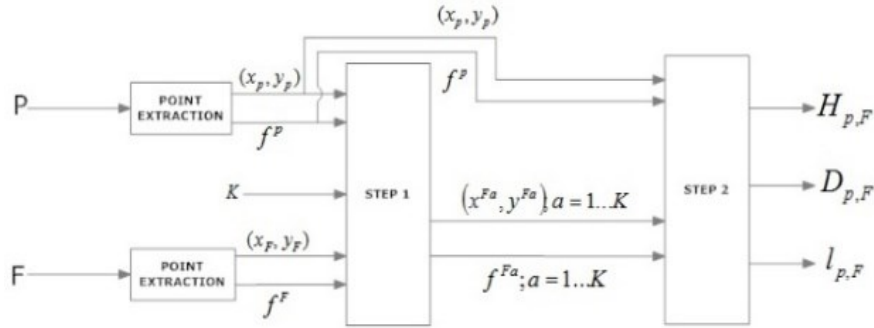 (x_p, y_p)
P
POINT EXTRACTION
(x_p, y_p)
f^p
f^p
K
STEP 1
STEP 2
H_{p,F}
D_{p,F}
l_{p,F}
(x^{Fa}, y^{Fa}), a = 1...K
f^{Fa}; a = 1...K
F
POINT EXTRACTION
(x_F, y_F)
f^F